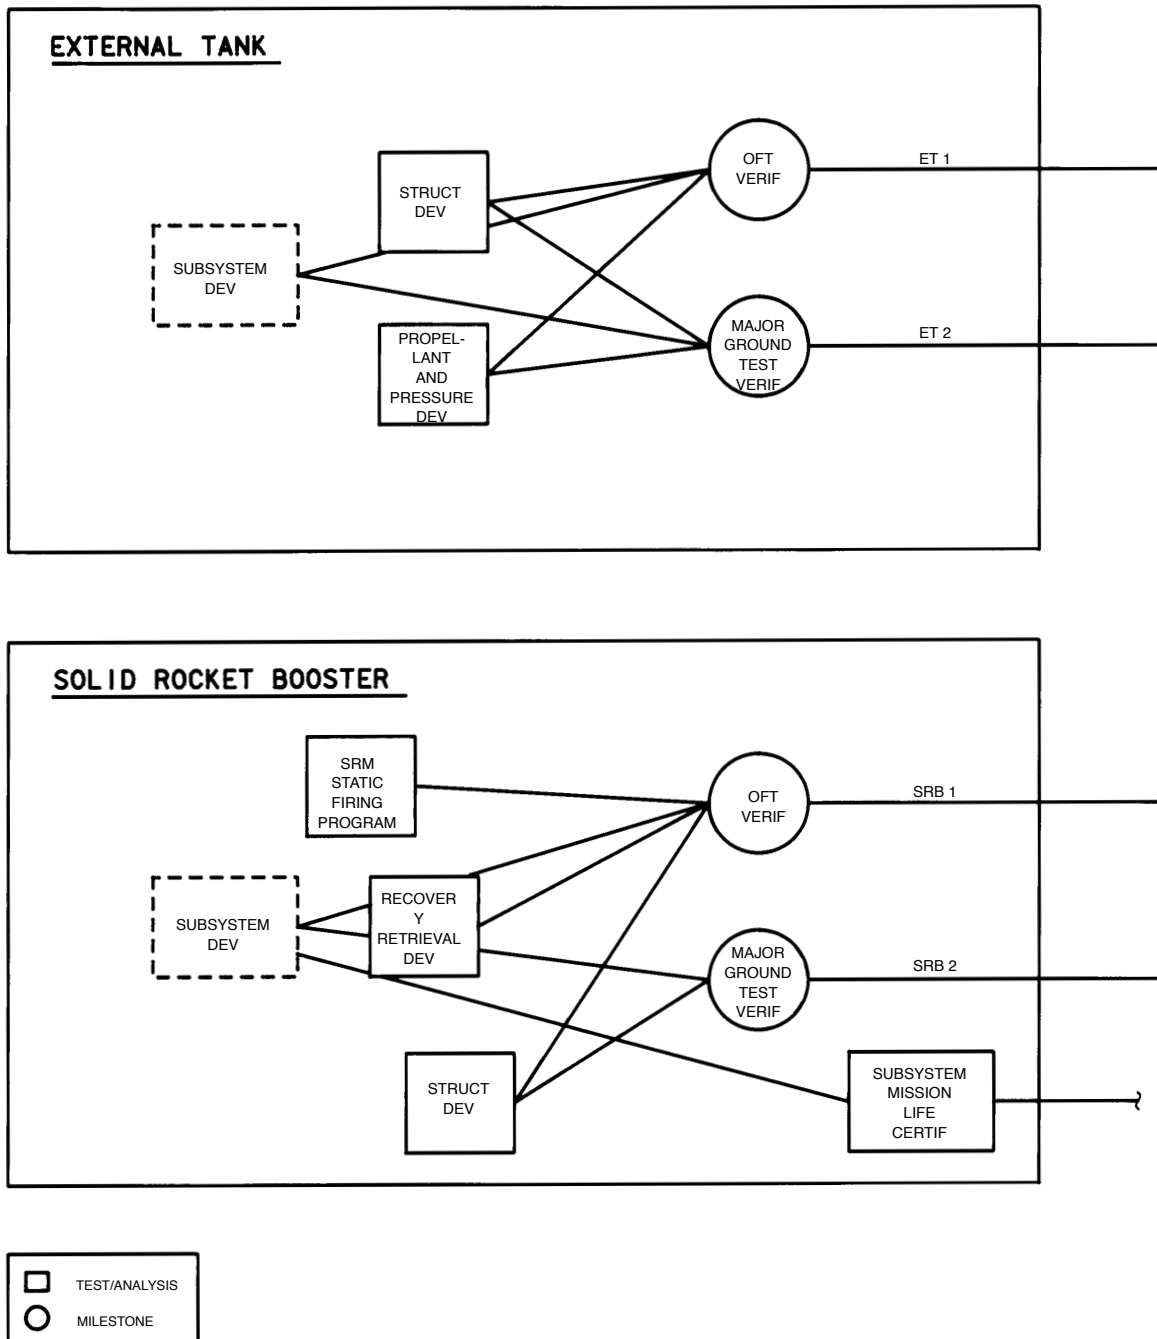 EXTERNAL TANK
STRUCT
DEV
OFT
VERIF
ET 1
SUBSYSTEM
DEV
PROPEL-
LANT
AND
PRESSURE
DEV
MAJOR
GROUND
TEST
VERIF
ET 2
SOLID ROCKET BOOSTER
SRM
STATIC
FIRING
PROGRAM
OFT
VERIF
SRB 1
SUBSYSTEM
DEV
RECOVER
Y
RETRIEVAL
DEV
MAJOR
GROUND
TEST
VERIF
SRB 2
STRUCT
DEV
SUBSYSTEM
MISSION
LIFE
CERTIF
TEST/ANALYSIS
MILESTONE